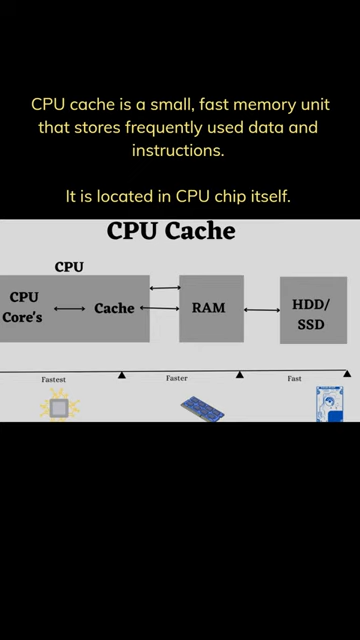 CPU cache is a small, fast memory unit
that stores frequently used data and
instructions.
It is located in CPU chip itself.
CPU Cache
CPU
CPU
Core's
Cache
RAM
HDD/
SSD
Fastest
Faster
Fast